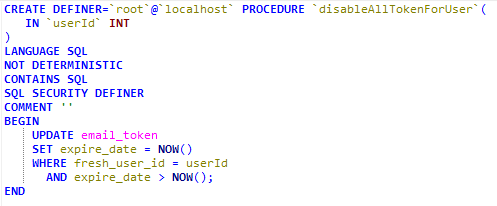 CREATE DEFINER=`root`@`localhost` PROCEDURE `disableAllTokenForUser`(
    IN `userId` INT
)
LANGUAGE SQL
NOT DETERMINISTIC
CONTAINS SQL
SQL SECURITY DEFINER
COMMENT ''
BEGIN
    UPDATE email_token
    SET expire_date = NOW()
    WHERE fresh_user_id = userId
      AND expire_date > NOW();
END